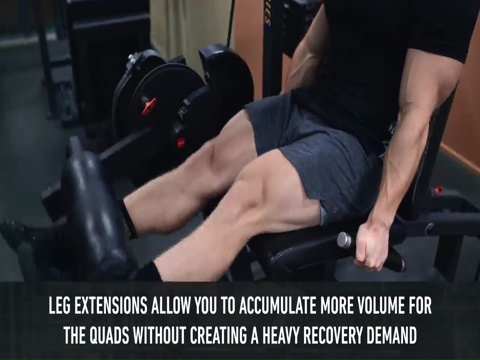 LEG EXTENSIONS ALLOW YOU TO ACCUMULATE MORE VOLUME FOR
THE QUADS WITHOUT CREATING A HEAVY RECOVERY DEMAND